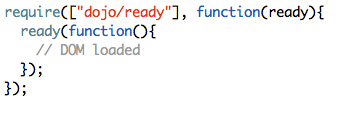 require(["dojo/ready"], function(ready){
  ready(function(){
    // DOM loaded
  });
});